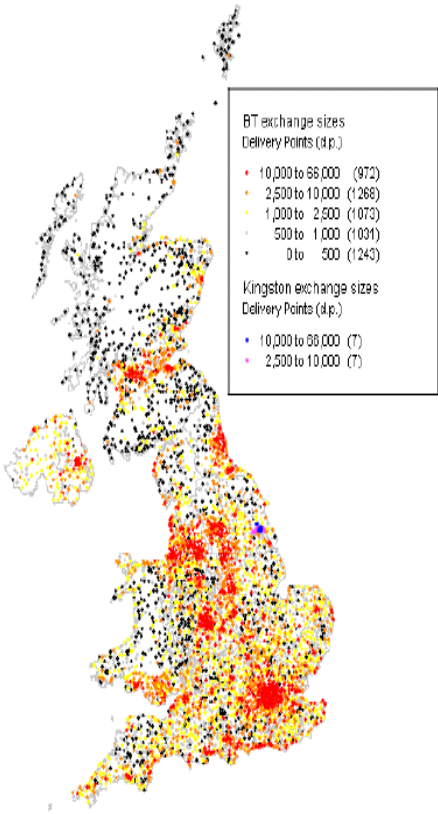 BT exchange sizes
Delivery Points (d.p.)
10,000 to 66,000 (972)
2,500 to 10,000 (1268)
1,000 to 2,500 (1073)
500 to 1,000 (1031)
0 to 500 (1243)
Kingston exchange sizes
Delivery Points (d.p.)
10,000 to 66,000 (7)
2,500 to 10,000 (7)